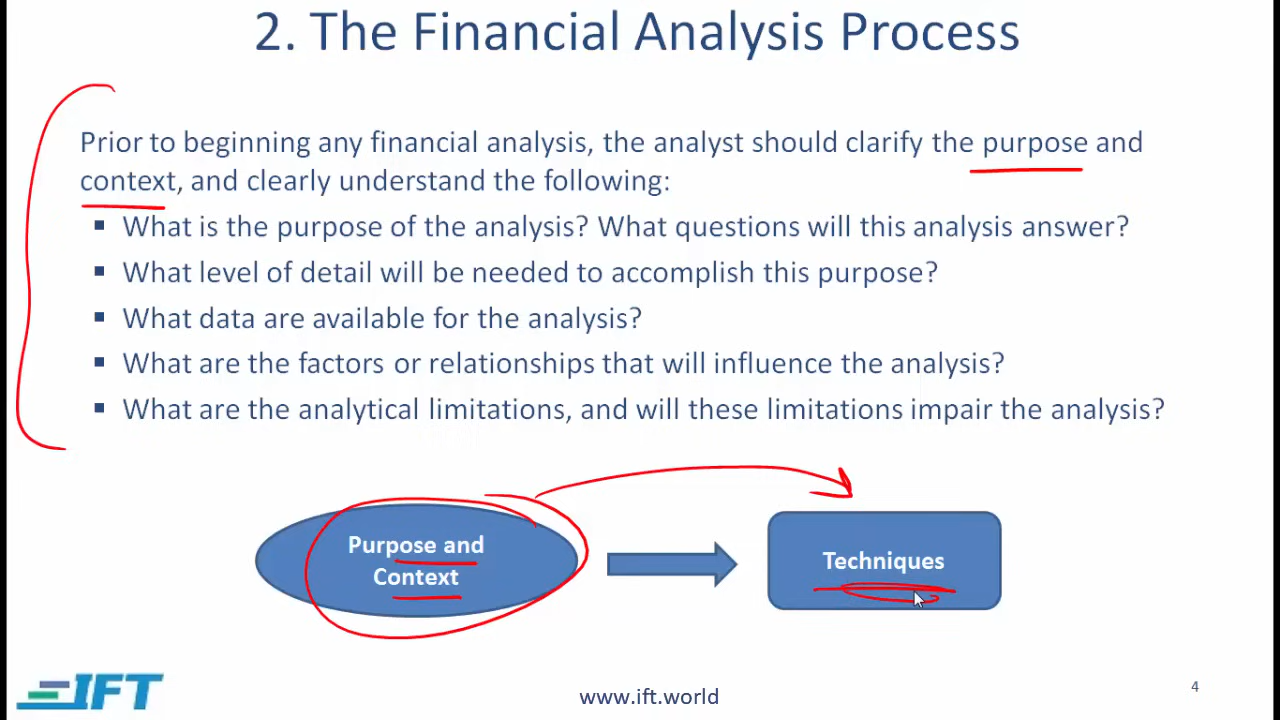 2. The Financial Analysis Process
Prior to beginning any financial analysis, the analyst should clarify the purpose and
context, and clearly understand the following:
▪ What is the purpose of the analysis? What questions will this analysis answer?
▪ What level of detail will be needed to accomplish this purpose?
▪ What data are available for the analysis?
▪ What are the factors or relationships that will influence the analysis?
▪ What are the analytical limitations, and will these limitations impair the analysis?
Purpose and
Context
Techniques
IFT
www.ift.world
4